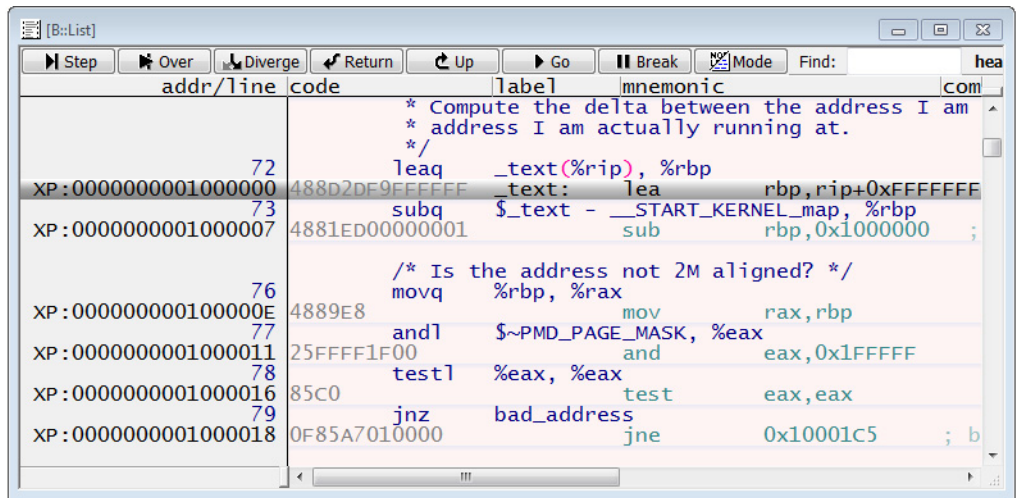 [B::List]
Step Over Diverge Return Up Go Break Mode Find: hea
addr/line code label mnemonic com
* Compute the delta between the address I am
* address I am actually running at.
*/
72 leaq _text(%rip), %rbp
XP:0000000001000000 488D2DF9FFFFFF _text: lea rbp,rip+0xFFFFFFF
73 subq $_text - __START_KERNEL_map, %rbp
XP:0000000001000007 4881ED00000001 sub rbp,0x1000000 ;
/* Is the address not 2M aligned? */
76 movq %rbp, %rax
XP:000000000100000E 4889E8 mov rax,rbp
77 andl $~PMD_PAGE_MASK, %eax
XP:0000000001000011 25FFFF1F00 and eax,0x1FFFFF
78 testl %eax, %eax
XP:0000000001000016 85C0 test eax,eax
79 jnz bad_address
XP:0000000001000018 0F85A7010000 jne 0x10001C5 ; b